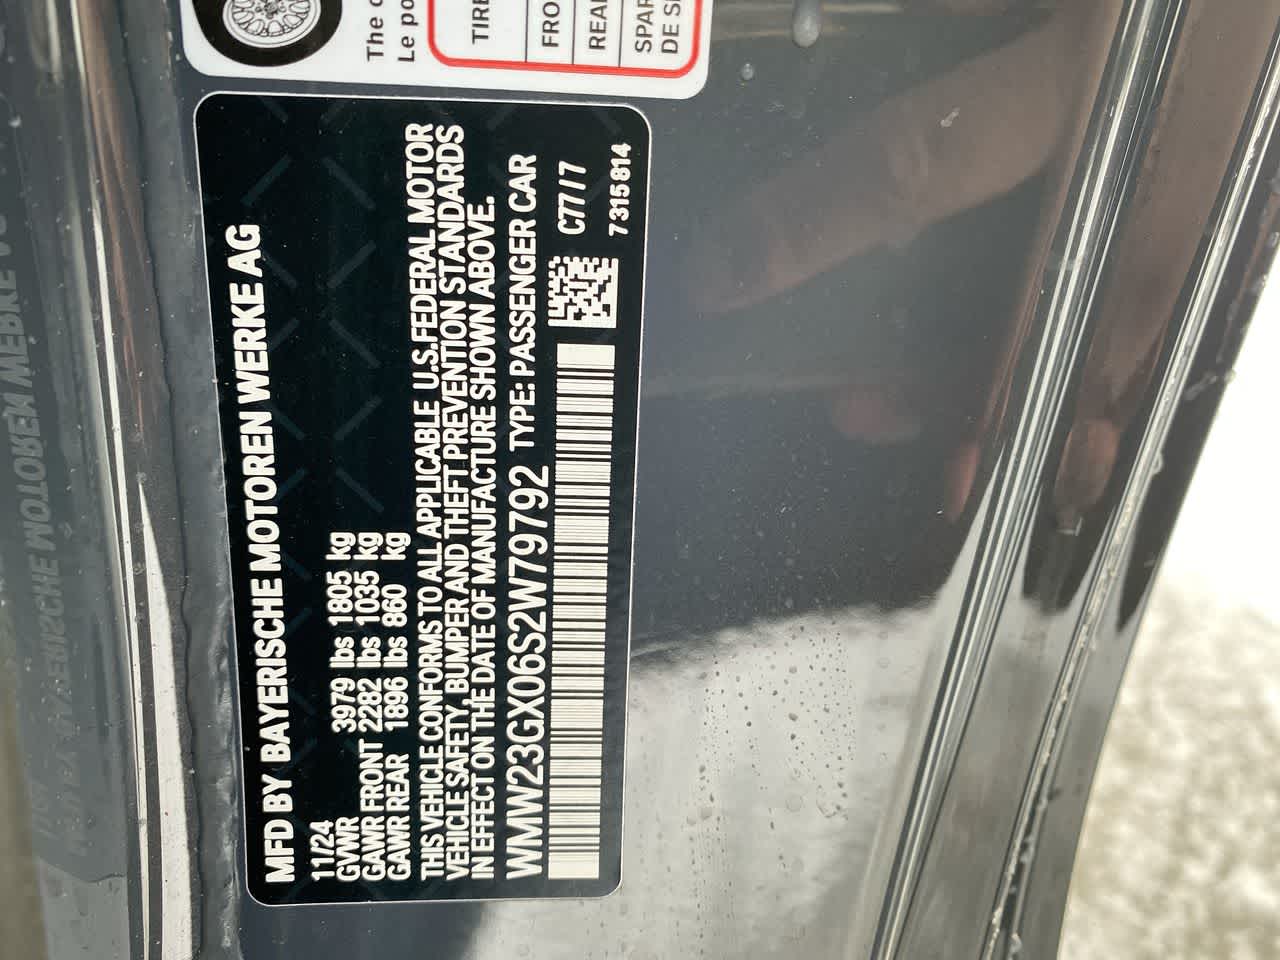 The
Le
TIRE
FRO
REA
SPAR
DE
MFD BY BAYERISCHE MOTOREN WERKE AG
11/24
GVWR 3979 lbs 1805 kg
GAWR FRONT 2282 lbs 1035 kg
GAWR REAR 1896 lbs 860 kg
THIS VEHICLE CONFORMS TO ALL APPLICABLE U.S.FEDERAL MOTOR
VEHICLE SAFETY, BUMPER AND THEFT PREVENTION STANDARDS
IN EFFECT ON THE DATE OF MANUFACTURE SHOWN ABOVE.
WMW23GX06S2W79792 TYPE: PASSENGER CAR
C77/7
7315814